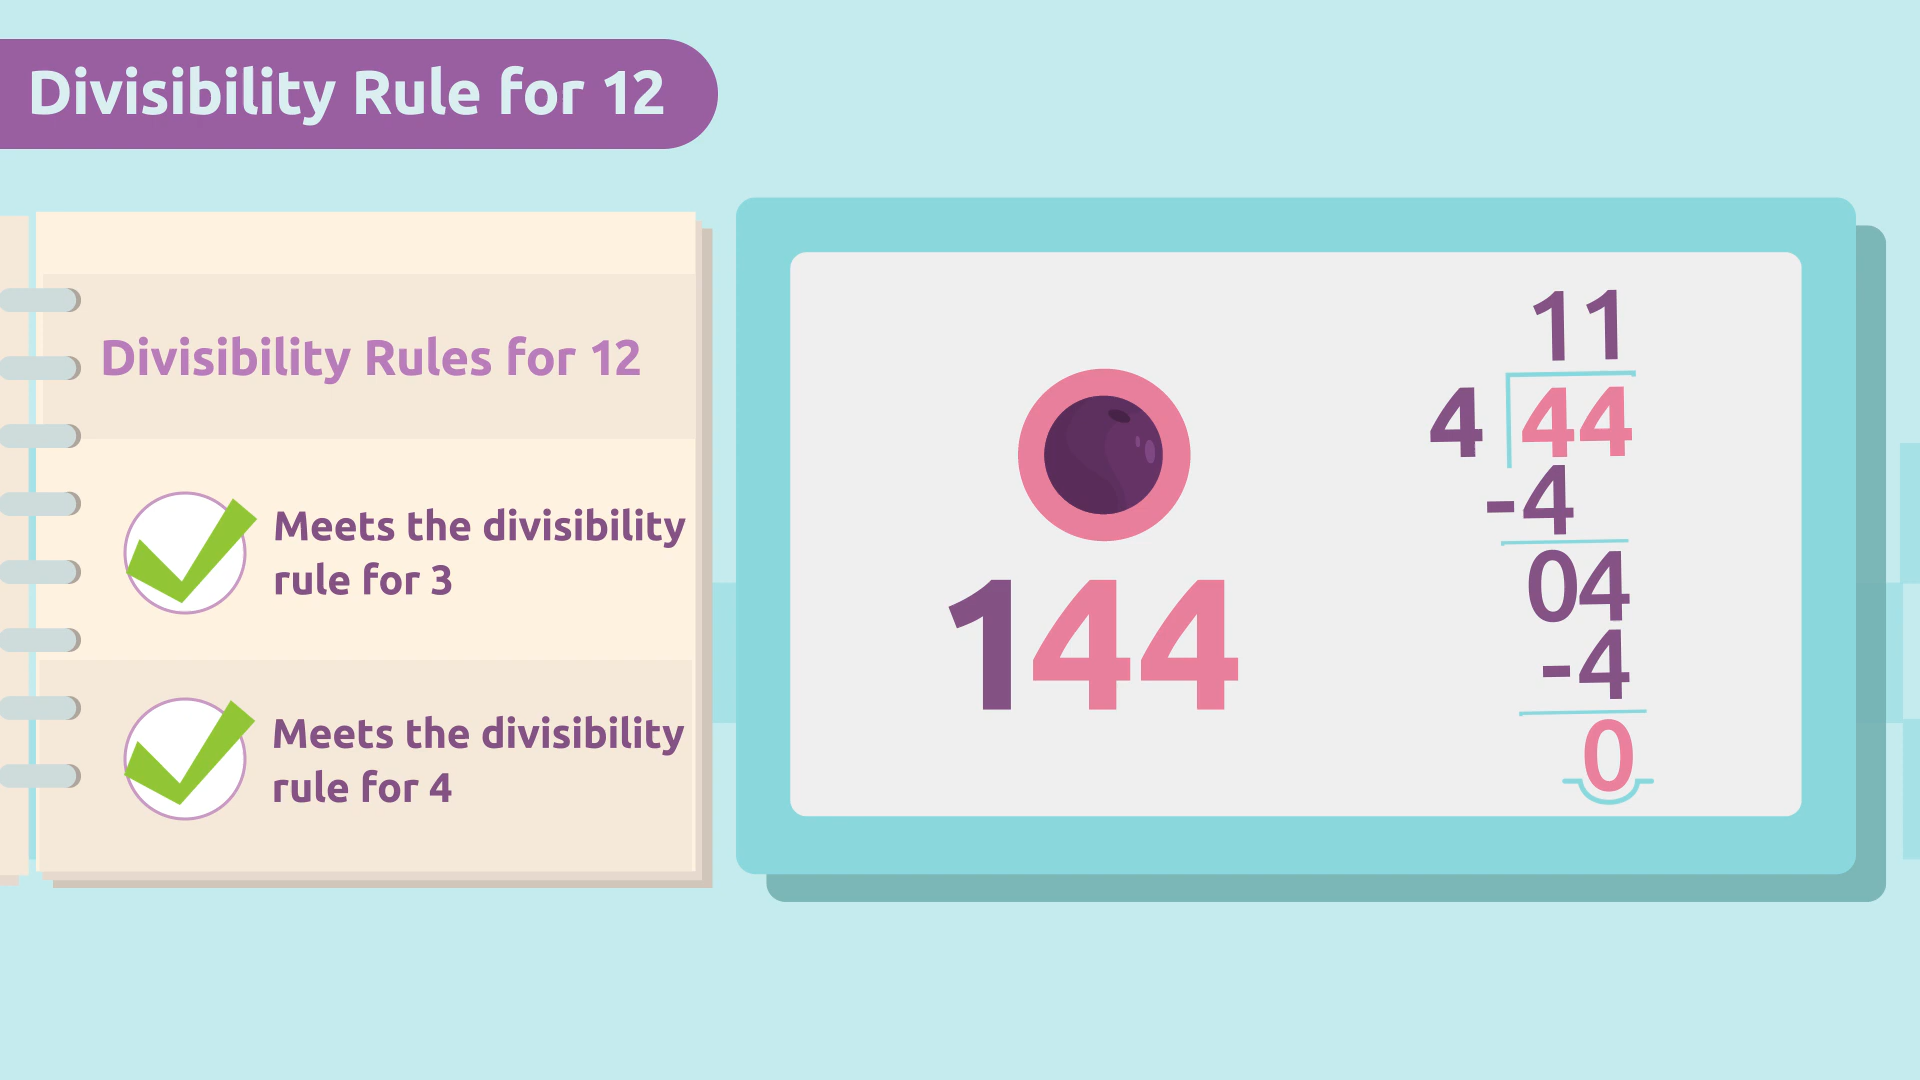 Divisibility Rule for 12
Divisibility Rules for 12
Meets the divisibility
rule for 3
Meets the divisibility
rule for 4
144
11
4 44
-4
04
-4
0